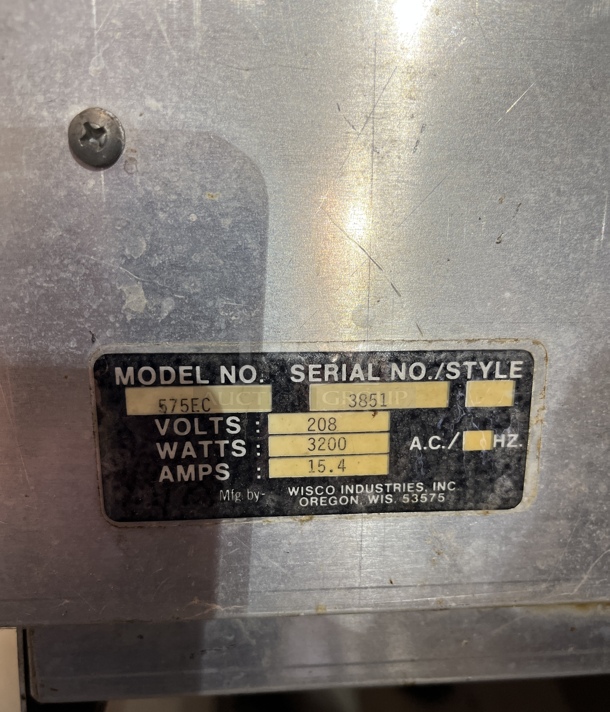 MODEL NO. SERIAL NO./STYLE
575EC 3851
VOLTS : 208
WATTS : 3200 A.C./ HZ.
AMPS : 15.4
Mfg. by- WISCO INDUSTRIES, INC
OREGON, WIS. 53575